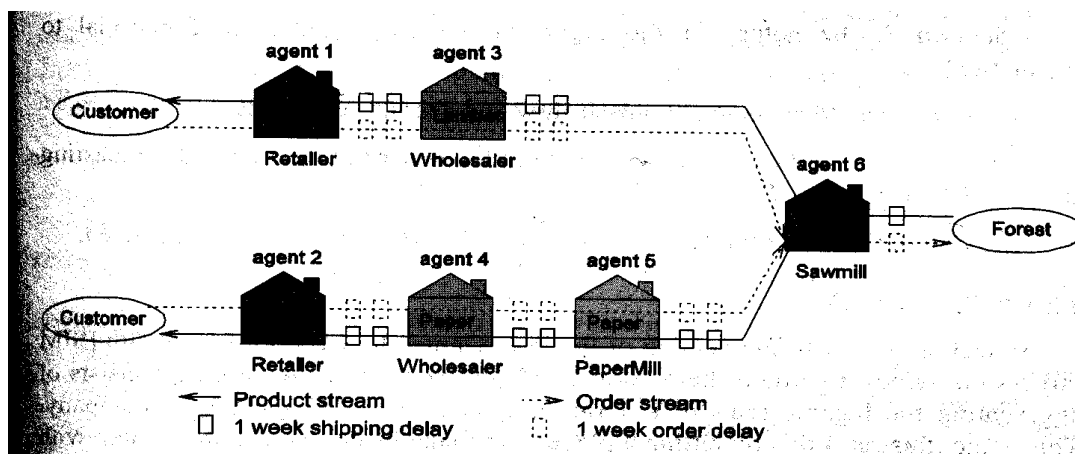 agent 1
agent 3
Customer
Retailer
Wholesaler
agent 6
Forest
Sawmill
agent 2
agent 4
agent 5
Customer
Paper
Paper
Retailer
Wholesaler
PaperMill
Product stream
Order stream
1 week shipping delay
1 week order delay